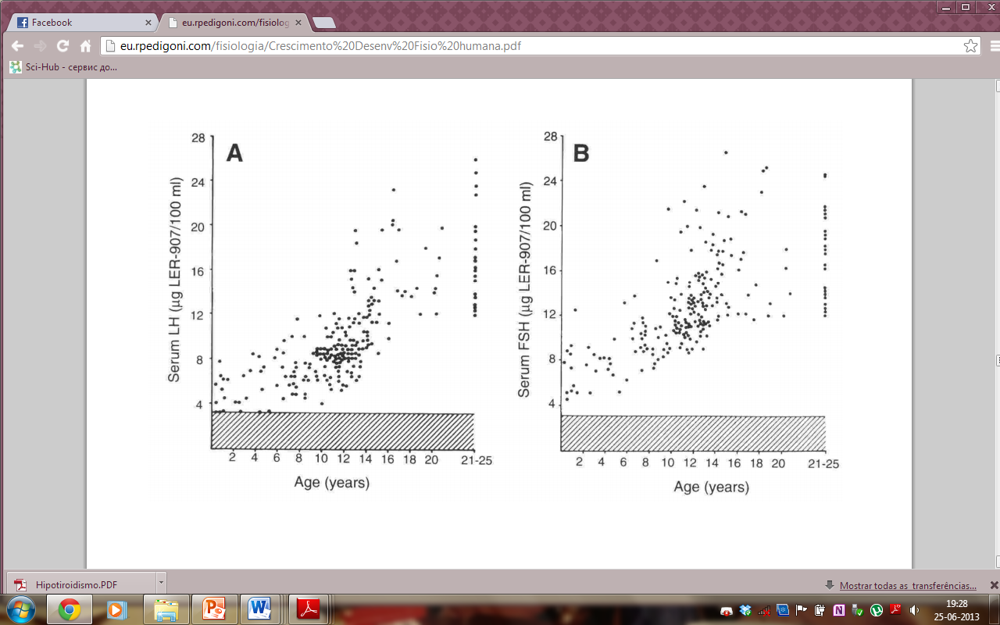 Facebook
eu.rpedigoni.com/fisiolog
eu.rpedigoni.com/fisiologia/Crescimento%20Desenv%20Fisio%20humana.pdf
Sci-Hub - сервис до...
A
28
24
20
16
12
8
4
Serum LH (µg LER-907/100 ml)
2 4 6 8 10 12 14 16 18 20 21-25
Age (years)
B
28
24
20
16
12
8
4
Serum FSH (µg LER-907/100 ml)
2 4 6 8 10 12 14 16 18 20 21-25
Age (years)
Hipotiroidismo.PDF
Mostrar todas as transferências...
19:28
25-06-2013